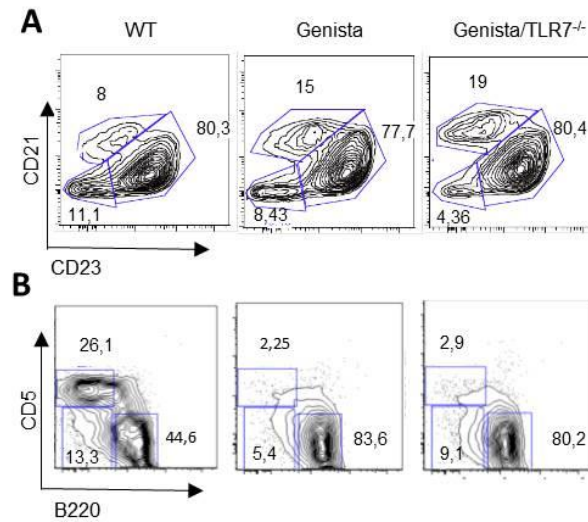 A
WT
Genista
Genista/TLR7-/-
8
80,3
11,1
15
77,7
8,43
19
80,4
4,36
CD21
CD23
B
26,1
44,6
13,3
2,25
83,6
5,4
2,9
80,2
9,1
CD5
B220